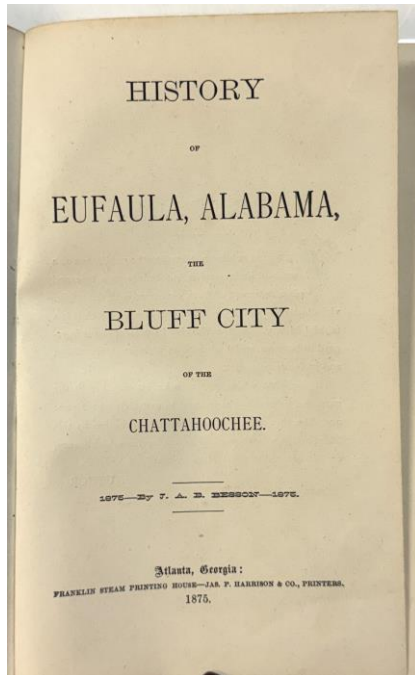 HISTORY
OF
EUFAULA, ALABAMA,
THE
BLUFF CITY
OF THE
CHATTAHOOCHEE.
1875—By J. A. B. BESSON—1875.
Atlanta, Georgia:
FRANKLIN STEAM PRINTING HOUSE—JAS. P. HARRISON & CO., PRINTERS,
1875.